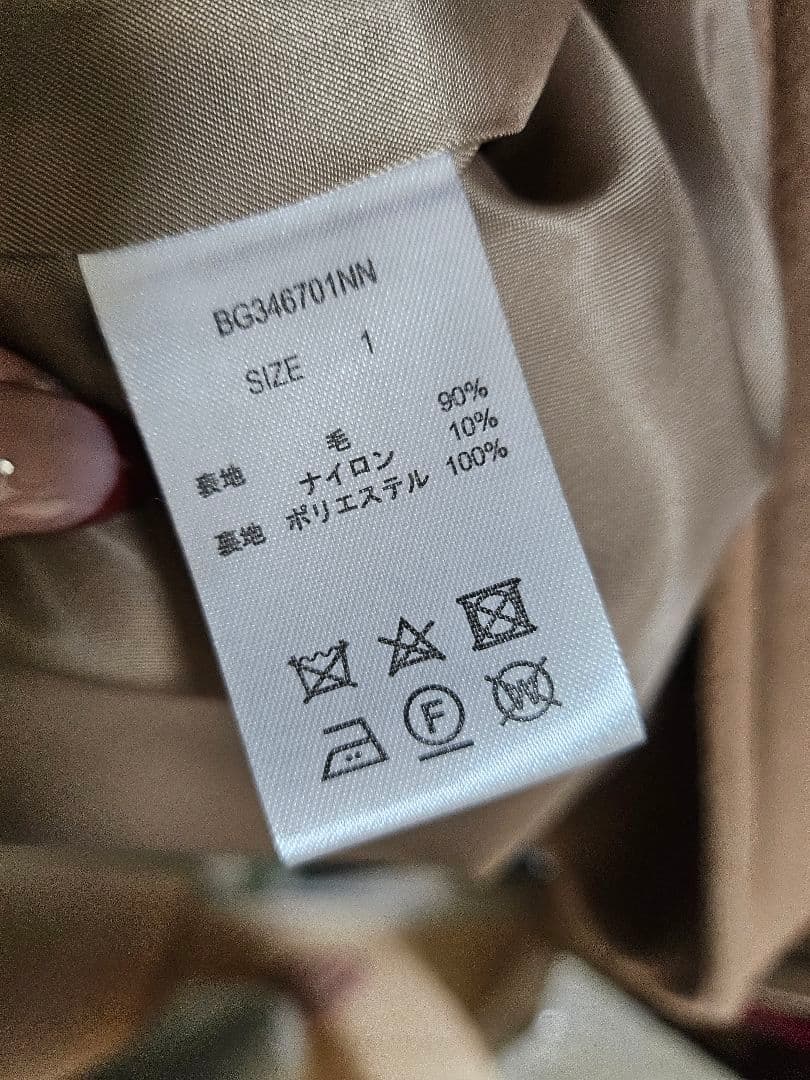 BG346701NN
SIZE 1
表地 毛 90%
ナイロン 10%
裏地 ポリエステル 100%
F
W